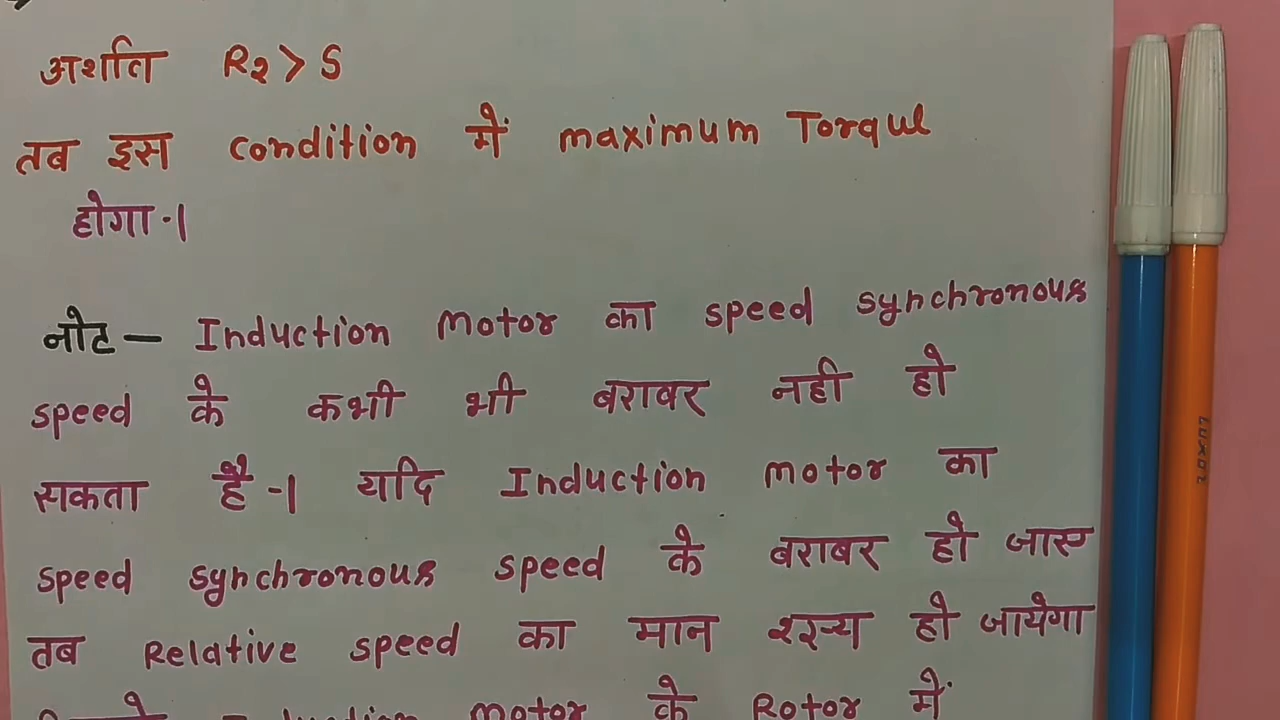 अर्थात R₂ > S
तब इस condition में maximum Torque
होगा-।
नोट — Induction motor का speed synchronous
speed के कभी भी बराबर नही हो
सकता है-। यदि Induction motor का
speed synchronous speed के बराबर हो जाए
तब Relative speed का मान शून्य हो जायेगा
motor के Rotor में
LUXOR